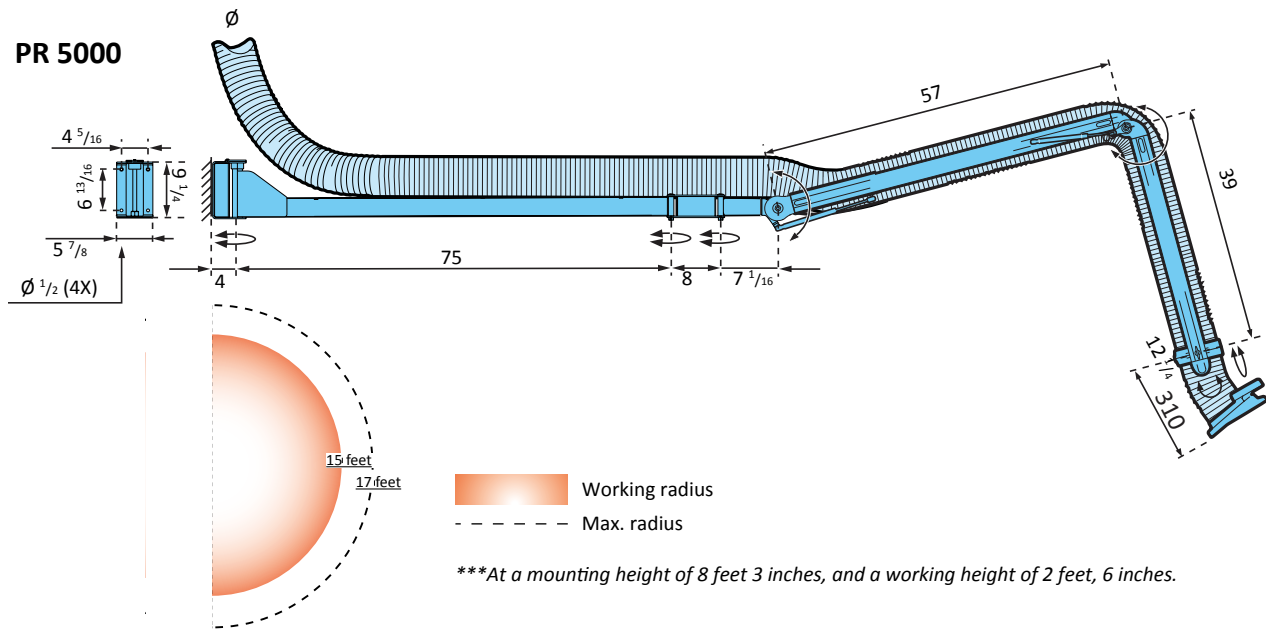 Ø
PR 5000
57
4 5/16
6 13/16
9 1/4
39
5 7/8
75
4
8
7 1/16
Ø 1/2 (4X)
12 1/4
310
15 feet
17 feet
Working radius
Max. radius
***At a mounting height of 8 feet 3 inches, and a working height of 2 feet, 6 inches.